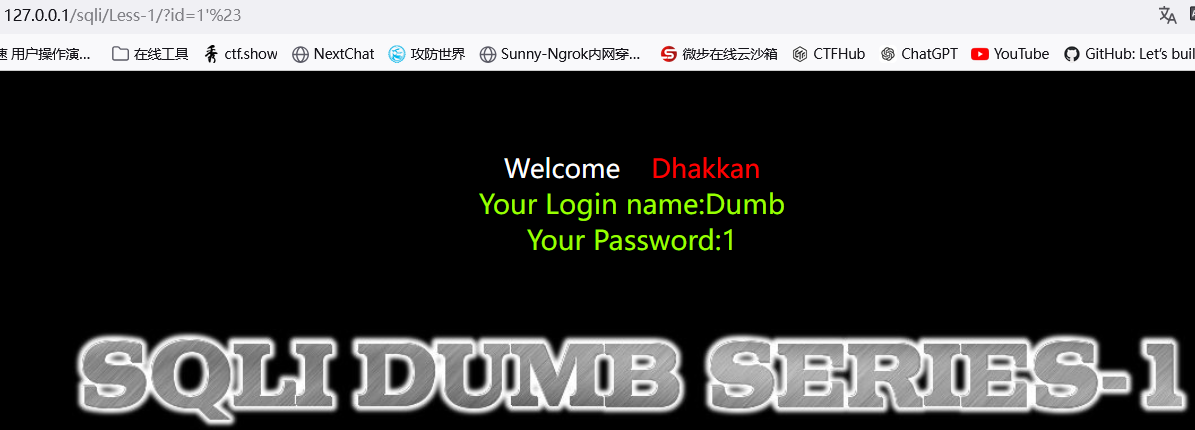 127.0.0.1/sqli/Less-1/?id=1'%23
速 用户操作演... 在线工具 ctf.show NextChat 攻防世界 Sunny-Ngrok内网穿... 微步在线云沙箱 CTFHub ChatGPT YouTube GitHub: Let's buil
Welcome Dhakkan
Your Login name:Dumb
Your Password:1
SQLI DUMB SERIES-1